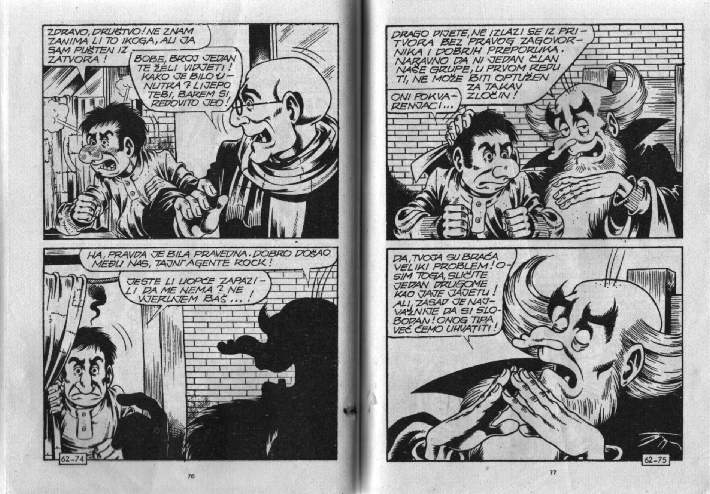 ZDRAVO, DRUŠTVO! NE ZNAM
ZANIMA LI TO IKOGA, ALI JA
SAM PUŠTEN IZ
ZATVORA!
BOBE, BROJ JEDAN
TE ŽELI VIDJETI!
KAKO JE BILO U-
NUTRA? LIJEPO
TEBI, BAREM SI
REDOVITO JEO!
HA, PRAVDA JE BILA PRAVEDNA. DOBRO DOŠAO
MEĐU NAS, TAJNI AGENTE ROCK!
JESTE LI UOPĆE ZAPAZI-
LI DA ME NEMA? NE
VJERUJEM BAŠ...!
62-74
76
DRAGO DIJETE, NE IZLAZI SE IZ PRI-
TVORA BEZ PRAVOG ZAGOVOR-
NIKA I DOBRIH PREPORUKA.
NARAVNO DA NI JEDAN ČLAN
NAŠE GRUPE, U PRVOM REDU
TI, NE MOŽE BITI OPTUŽEN
ZA TAKAV
ZLOČIN!
ONI POKVA-
RENJACI...
DA, TVOJA SU BRAĆA
VELIKI PROBLEM! O-
SIM TOGA, SLIČITE
JEDAN DRUGOME
KAO JAJE JAJETU!
ALI, ZASAD JE NAJ-
VAŽNIJE DA SI SLO-
BODAN! ONOG TIPA
VEĆ ĆEMO UHVATITI!
62-75
77